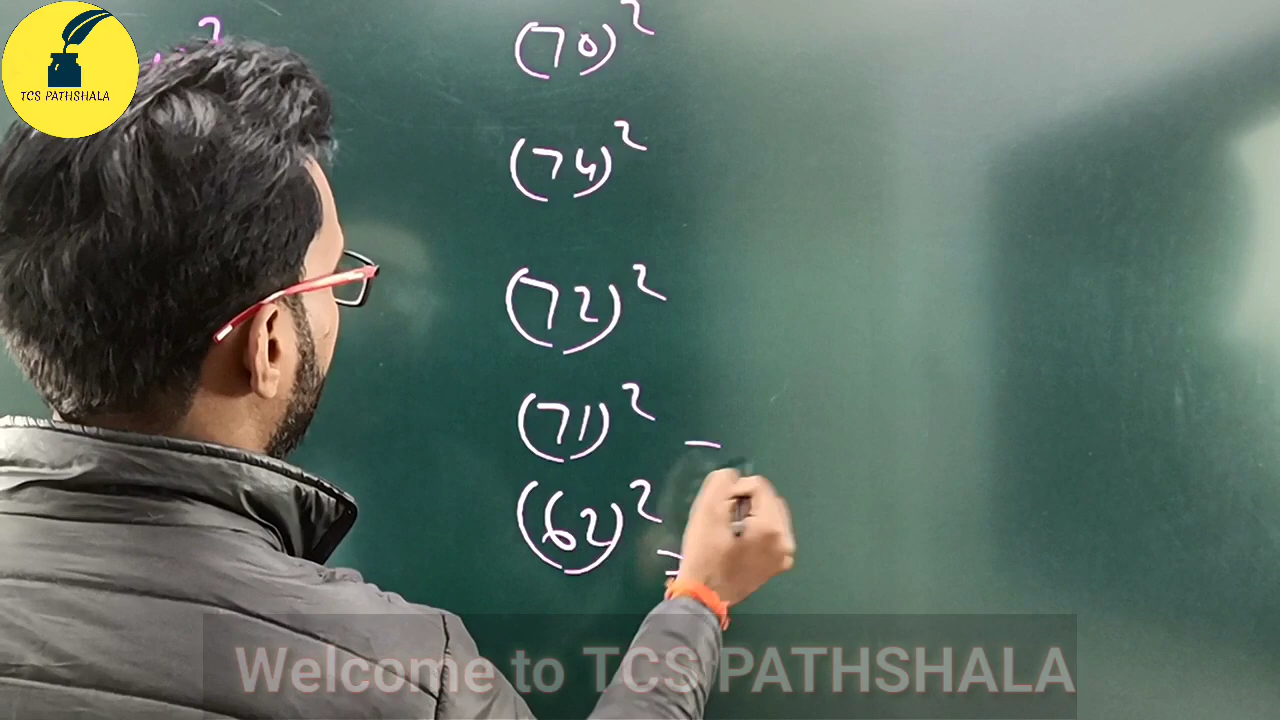 TCS PATHSHALA
(70)²
(74)²
(72)²
(71)² –
(62)² =
Welcome to TCS PATHSHALA